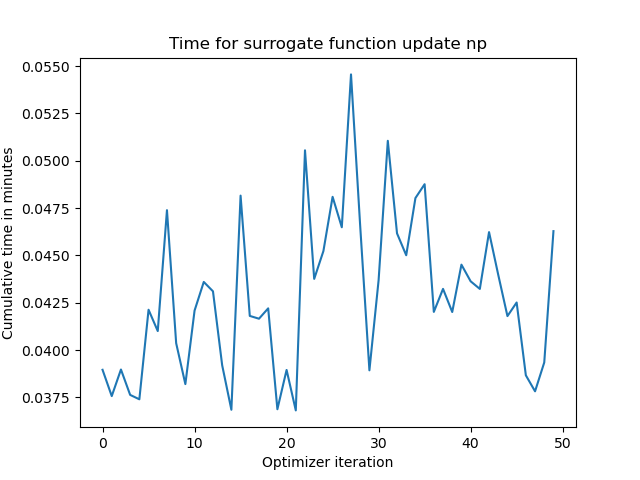 Time for surrogate function update np
Cumulative time in minutes
0.0550
0.0525
0.0500
0.0475
0.0450
0.0425
0.0400
0.0375
0 10 20 30 40 50
Optimizer iteration